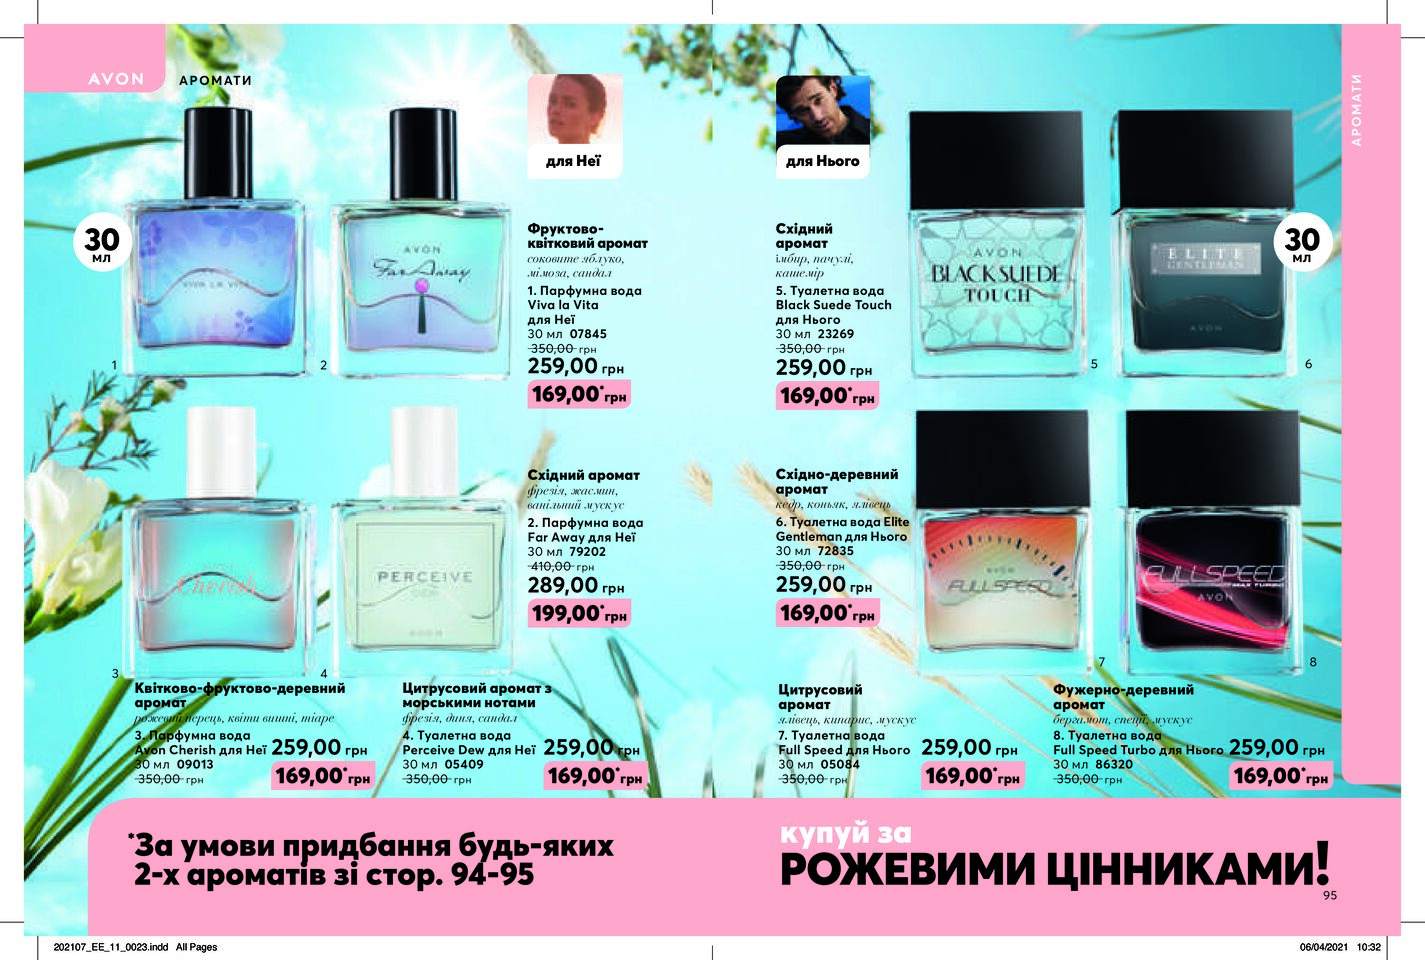 AVON
АРОМАТИ
для Неї
для Нього
АРОМАТИ
30
мл
30
мл
VIVA LA VITA
AVON
Far Away
1
2
Фруктово-
квітковий аромат
соковите яблуко,
мімоза, сандал
1. Парфумна вода
Viva la Vita
для Неї
30 мл 07845
350,00 грн
259,00 грн
169,00* грн
Східний
аромат
імбир, пачулі,
кашемір
5. Туалетна вода
Black Suede Touch
для Нього
30 мл 23269
350,00 грн
259,00 грн
169,00* грн
AVON
BLACK SUEDE
TOUCH
ELITE
GENTLEMAN
AVON
5
6
Cherish
PERCEIVE
DEW
AVON
3
4
Східний аромат
фрезія, жасмин,
ванільний мускус
2. Парфумна вода
Far Away для Неї
30 мл 79202
410,00 грн
289,00 грн
199,00* грн
Східно-деревний
аромат
кедр, коньяк, ялівець
6. Туалетна вода Elite
Gentleman для Нього
30 мл 72835
350,00 грн
259,00 грн
169,00* грн
AVON
FULLSPEED
FULLSPEED
MAX TURBO
AVON
7
8
Квітково-фруктово-деревний
аромат
рожевий перець, квіти вишні, тіаре
3. Парфумна вода
Avon Cherish для Неї
30 мл 09013
350,00 грн
259,00 грн
169,00* грн
Цитрусовий аромат з
морськими нотами
фрезія, диня, сандал
4. Туалетна вода
Perceive Dew для Неї
30 мл 05409
350,00 грн
259,00 грн
169,00* грн
Цитрусовий
аромат
ялівець, кипарис, мускус
7. Туалетна вода
Full Speed для Нього
30 мл 05084
350,00 грн
259,00 грн
169,00* грн
Фужерно-деревний
аромат
бергамот, спеції, мускус
8. Туалетна вода
Full Speed Turbo для Нього
30 мл 86320
350,00 грн
259,00 грн
169,00* грн
*За умови придбання будь-яких
2-х ароматів зі стор. 94-95
купуй за
РОЖЕВИМИ ЦІННИКАМИ!
95
202107_EE_11_0023.indd All Pages
06/04/2021 10:32